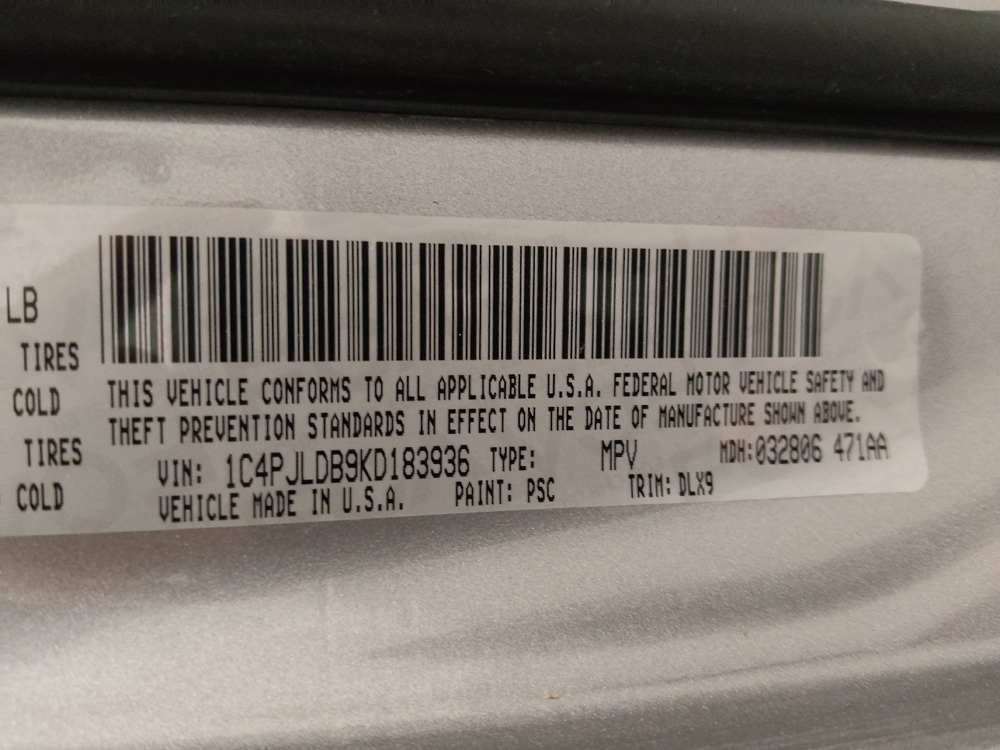 LB
TIRES
COLD
TIRES
COLD
THIS VEHICLE CONFORMS TO ALL APPLICABLE U.S.A. FEDERAL MOTOR VEHICLE SAFETY AND
THEFT PREVENTION STANDARDS IN EFFECT ON THE DATE OF MANUFACTURE SHOWN ABOVE.
VIN: 1C4PJLDB9KD183936 TYPE: MPV MDH:032806 471AA
VEHICLE MADE IN U.S.A. PAINT: PSC TRIM: DLX9